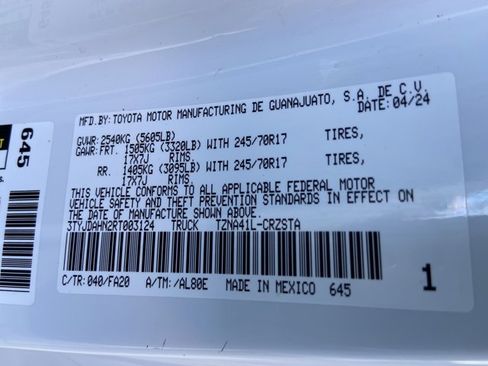 MFD.BY: TOYOTA MOTOR MANUFACTURING DE GUANAJUATO, S.A. DE C.V.
DATE: 04/24
GVWR: 2540KG (5605LB)
GAWR: FRT. 1505KG (3320LB) WITH 245/70R17 TIRES,
17X7J RIMS.
RR. 1405KG (3095LB) WITH 245/70R17 TIRES,
17X7J RIMS.
THIS VEHICLE CONFORMS TO ALL APPLICABLE FEDERAL MOTOR
VEHICLE SAFETY AND THEFT PREVENTION STANDARDS IN EFFECT ON
THE DATE OF MANUFACTURE SHOWN ABOVE.
3TYJDAHN2RT003124 TRUCK TZNA41L-CRZSTA
C/TR: 040/FA20 A/TM: /AL80E MADE IN MEXICO 645
1
645